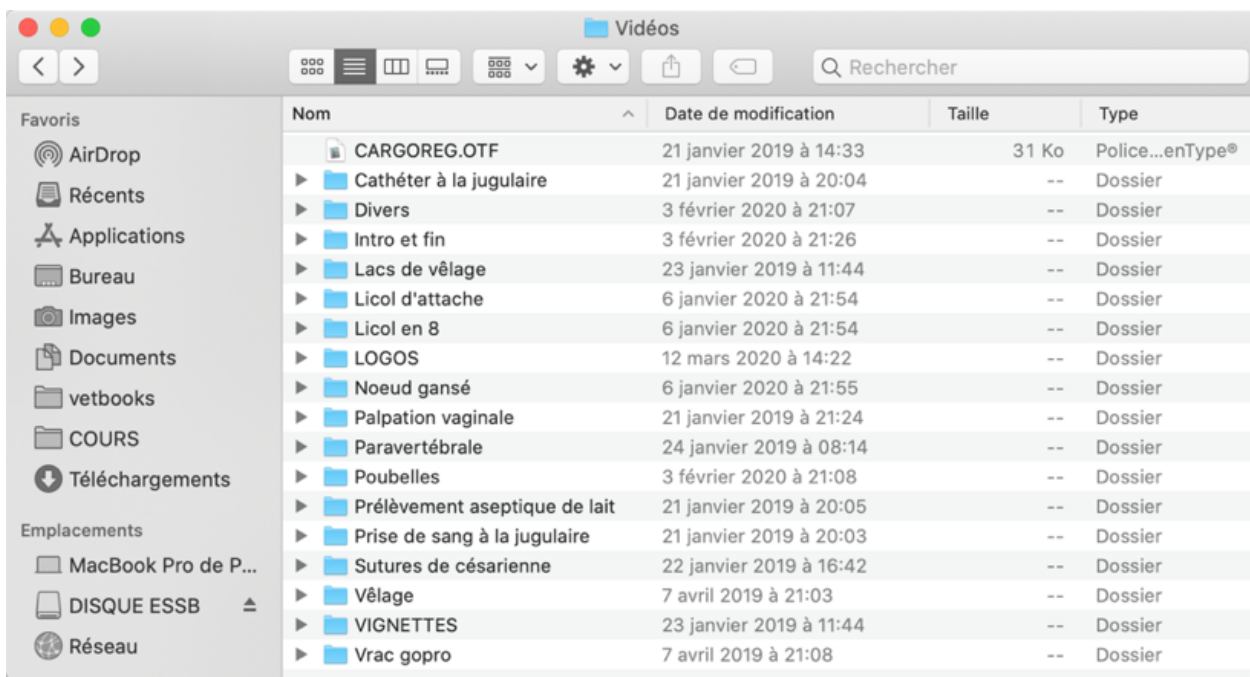 Vidéos
Rechercher
Favoris
AirDrop
Récents
Applications
Bureau
Images
Documents
vetbooks
COURS
Téléchargements
Emplacements
MacBook Pro de P...
DISQUE ESSB
Réseau
Nom Date de modification Taille Type
CARGOREG.OTF 21 janvier 2019 à 14:33 31 Ko Police...enType®
Cathéter à la jugulaire 21 janvier 2019 à 20:04 -- Dossier
Divers 3 février 2020 à 21:07 -- Dossier
Intro et fin 3 février 2020 à 21:26 -- Dossier
Lacs de vêlage 23 janvier 2019 à 11:44 -- Dossier
Licol d'attache 6 janvier 2020 à 21:54 -- Dossier
Licol en 8 6 janvier 2020 à 21:54 -- Dossier
LOGOS 12 mars 2020 à 14:22 -- Dossier
Noeud gansé 6 janvier 2020 à 21:55 -- Dossier
Palpation vaginale 21 janvier 2019 à 21:24 -- Dossier
Paravertébrale 24 janvier 2019 à 08:14 -- Dossier
Poubelles 3 février 2020 à 21:08 -- Dossier
Prélèvement aseptique de lait 21 janvier 2019 à 20:05 -- Dossier
Prise de sang à la jugulaire 21 janvier 2019 à 20:03 -- Dossier
Sutures de césarienne 22 janvier 2019 à 16:42 -- Dossier
Vêlage 7 avril 2019 à 21:03 -- Dossier
VIGNETTES 23 janvier 2019 à 11:44 -- Dossier
Vrac gopro 7 avril 2019 à 21:08 -- Dossier